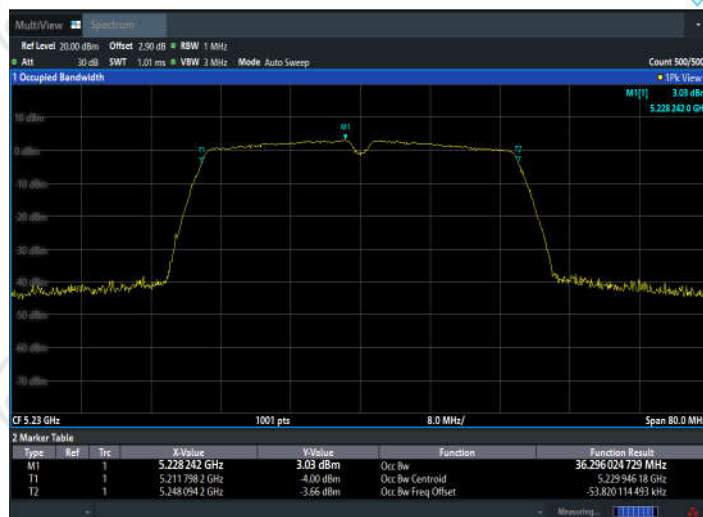 MultiView Spectrum
Ref Level 20.00 dBm Offset 2.90 dB RBW 1 MHz
Att 30 dB SWT 1.01 ms VBW 3 MHz Mode Auto Sweep Count 500/500
1 Occupied Bandwidth 1Pk View
M1[1] 3.03 dBm
5.228 242 0 GH
10 dBm
M1
T1
T2
0 dBm
-10 dBm
-20 dBm
-30 dBm
-40 dBm
-50 dBm
-60 dBm
-70 dBm
CF 5.23 GHz 1001 pts 8.0 MHz/ Span 80.0 MH
2 Marker Table
Type Ref Trc X-Value Y-Value Function Function Result
M1 1 5.228 242 GHz 3.03 dBm Occ Bw 36.296 024 729 MHz
T1 1 5.211 798 2 GHz -4.00 dBm Occ Bw Centroid 5.229 946 18 GHz
T2 1 5.248 094 2 GHz -3.66 dBm Occ Bw Freq Offset -53.820 114 493 kHz
Measuring...